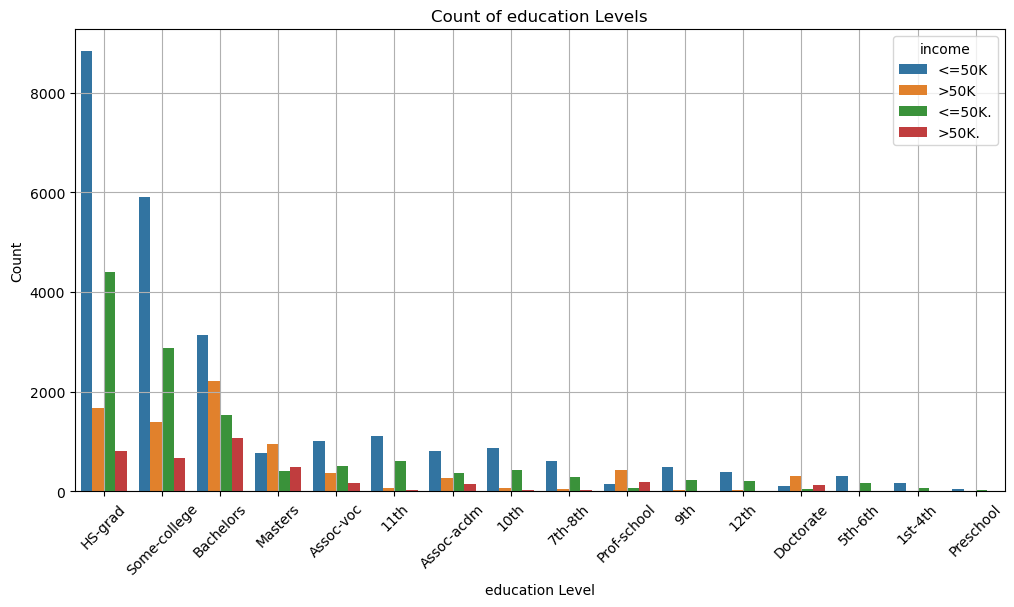 Count of education Levels
income
<=50K
>50K
<=50K.
>50K.
Count
8000
6000
4000
2000
0
HS-grad
Some-college
Bachelors
Masters
Assoc-voc
11th
Assoc-acdm
10th
7th-8th
Prof-school
9th
12th
Doctorate
5th-6th
1st-4th
Preschool
education Level